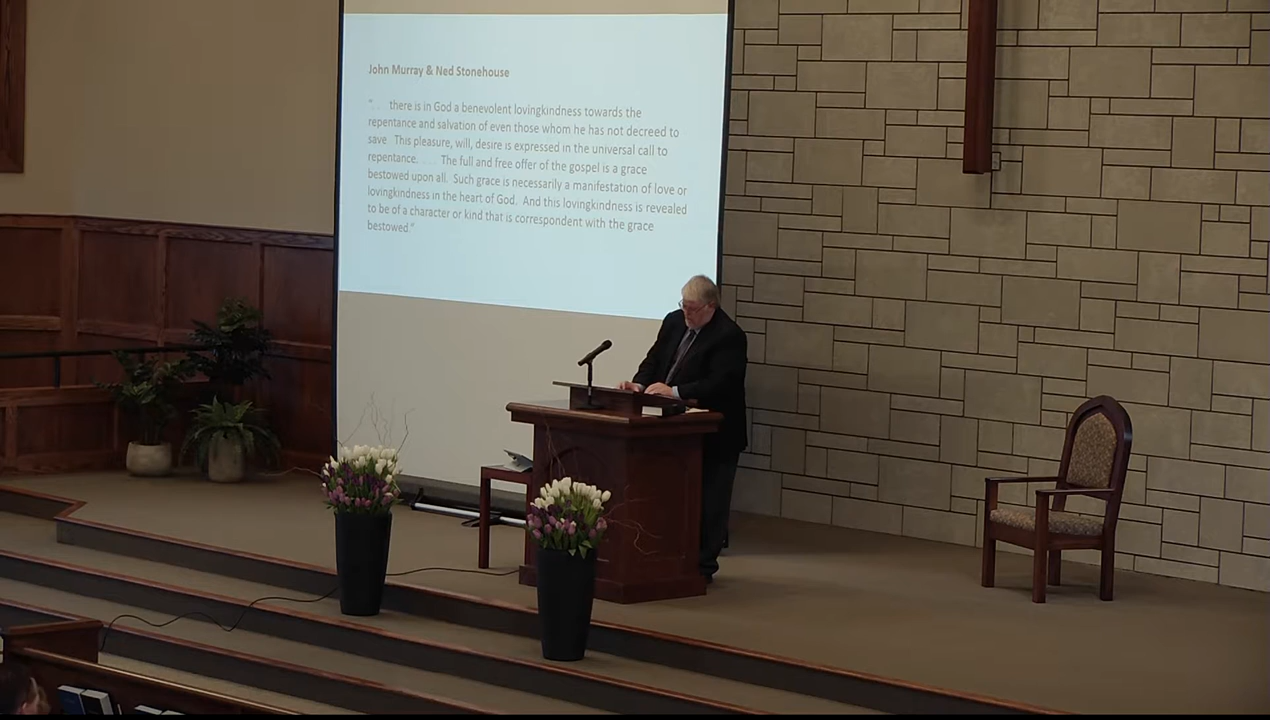 John Murray & Ned Stonehouse
". . there is in God a benevolent lovingkindness towards the
repentance and salvation of even those whom he has not decreed to
save. This pleasure, will, desire is expressed in the universal call to
repentance. . . . The full and free offer of the gospel is a grace
bestowed upon all. Such grace is necessarily a manifestation of love or
lovingkindness in the heart of God. And this lovingkindness is revealed
to be of a character or kind that is correspondent with the grace
bestowed."